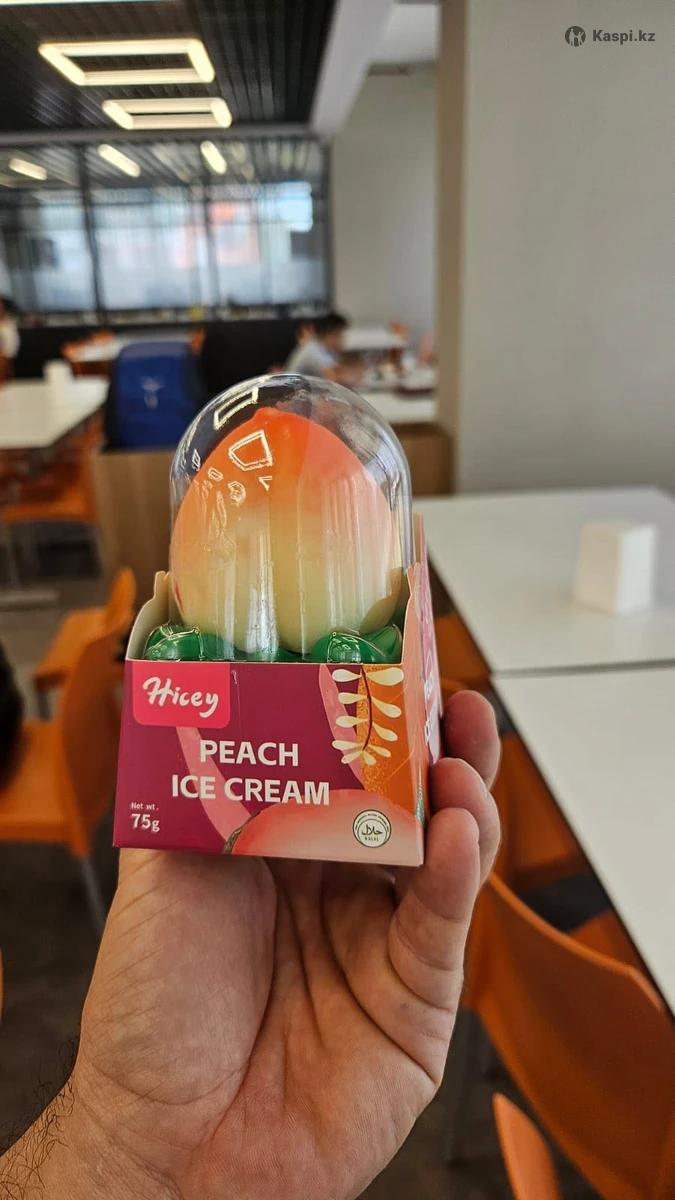 Kaspi.kz
Hicey
PEACH
ICE CREAM
Net wt.
75g
حلال
HALAL